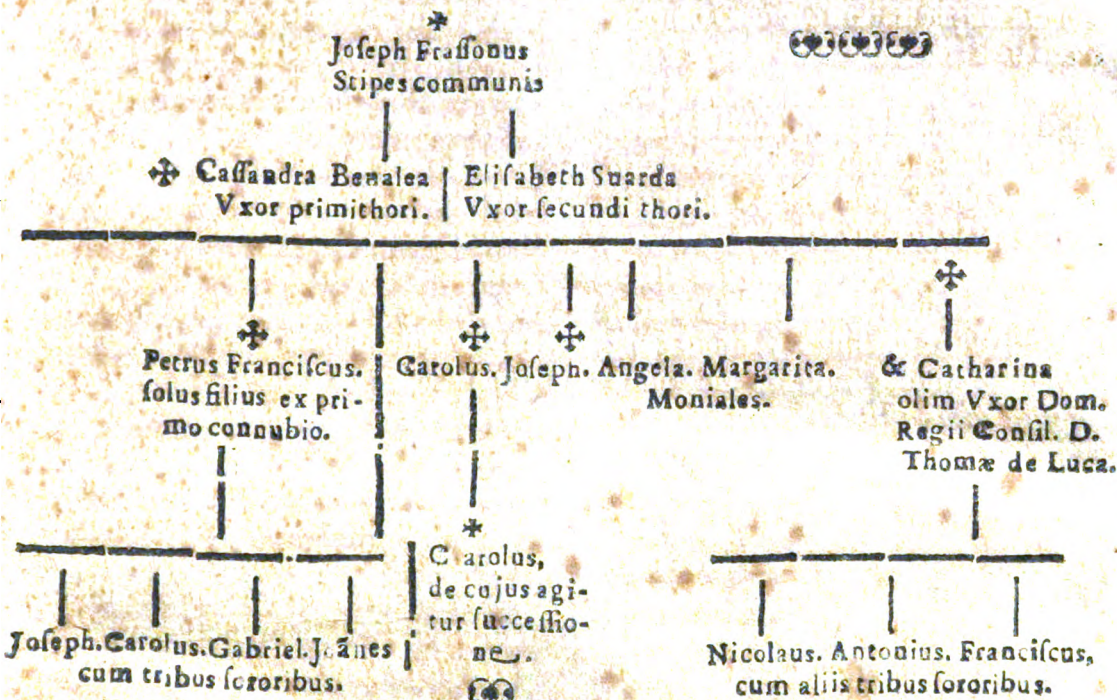 Joſeph Fraſſonus
Stipes communis
Caſſandra Benalea
Vxor primi thori.
Eliſabeth Suarda
Vxor ſecundi thori.
Petrus Franciſcus.
ſolus filius ex pri-
mo connubio.
Carolus. Joſeph. Angela. Margarita.
Moniales.
& Catharina
olim Vxor Dom.
Regii Conſil. D.
Thomæ de Luca.
Joſeph. Carolus. Gabriel. Joãnes
cum tribus ſororibus.
Carolus,
de cujus agi-
tur ſucceſſio-
ne.
Nicolaus. Antonius. Franciſcus,
cum aliis tribus ſororibus.